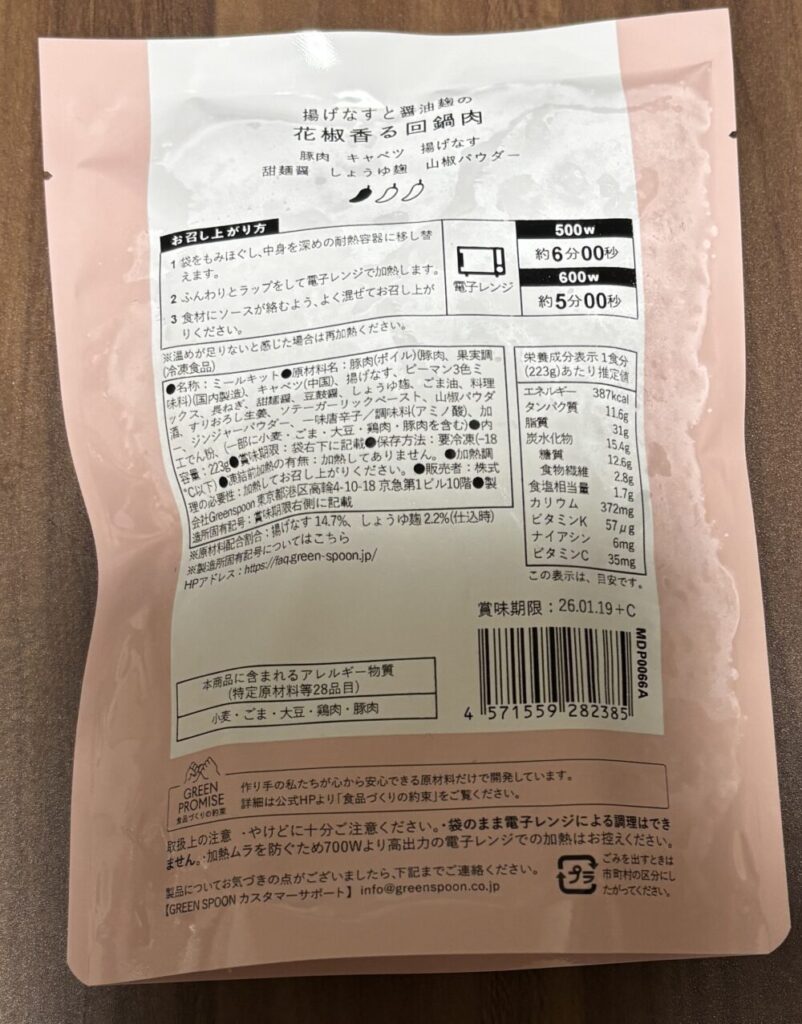 揚げなすと醤油麹の
花椒香る回鍋肉
豚肉 キャベツ 揚げなす
甜麺醤 しょうゆ麹 山椒パウダー
お召し上がり方
1 袋をもみほぐし、中身を深めの耐熱容器に移し替
えます。
2 ふんわりとラップをして電子レンジで加熱します。
3 食材にソースが絡むよう、よく混ぜてお召し上が
りください。
電子レンジ
500w
約6分00秒
600w
約5分00秒
※温めが足りないと感じた場合は再加熱ください。
(冷凍食品)
●名称:ミールキット●原材料名:豚肉(ボイル)(豚肉、果実調
味料)(国内製造)、キャベツ(中国)、揚げなす、ピーマン3色ミ
ックス、長ねぎ、甜麺醤、豆鼓醤、しょうゆ麹、ごま油、料理
酒、すりおろし生姜、ソテーガーリックペースト、山椒パウダ
ー、ジンジャーパウダー、一味唐辛子/調味料(アミノ酸)、加
工でん粉、(一部に小麦・ごま・大豆・鶏肉・豚肉を含む)●内
容量:223g●賞味期限:袋右下に記載●保存方法:要冷凍(-18
℃以下)●凍結前加熱の有無:加熱してありません。●加熱調
理の必要性:加熱してお召し上がりください。●販売者:株式
会社Greenspoon 東京都港区高輪4-10-18 京急第1ビル10階●製
造所固有記号:賞味期限右側に記載
※原材料配合割合:揚げなす 14.7%、しょうゆ麹 2.2%(仕込時)
※製造所固有記号についてはこちら
HPアドレス:https://faq.green-spoon.jp/
栄養成分表示 1食分
(223g)あたり推定値
エネルギー 387kcal
タンパク質 11.6g
脂質 31g
炭水化物 15.4g
糖質 12.6g
食物繊維 2.8g
食塩相当量 1.7g
カリウム 372mg
ビタミンK 57μg
ナイアシン 6mg
ビタミンC 35mg
この表示は、目安です。
賞味期限:26.01.19+C
MDP0066A
4 571559 282385
本商品に含まれるアレルギー物質
(特定原材料等28品目)
小麦・ごま・大豆・鶏肉・豚肉
GREEN
PROMISE
食品づくりの約束
作り手の私たちが心から安心できる原材料だけで開発しています。
詳細は公式HPより「食品づくりの約束」をご覧ください。
取扱上の注意 ・やけどに十分ご注意ください。・袋のまま電子レンジによる調理はでき
ません。・加熱ムラを防ぐため700Wより高出力の電子レンジでの加熱はお控えください。
製品についてお気づきの点がございましたら、下記までご連絡ください。
【GREEN SPOON カスタマーサポート】 info@greenspoon.co.jp
プラ
ごみを出すときは
市町村の区分にし
たがってください。